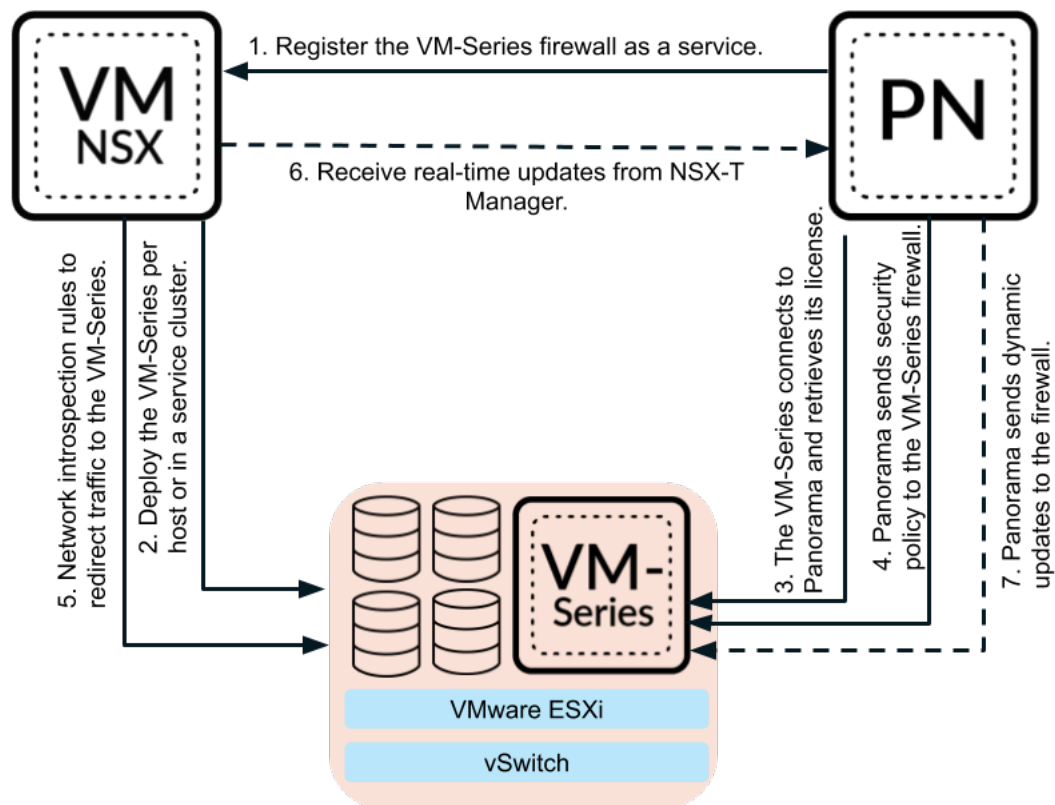 VM
NSX
1. Register the VM-Series firewall as a service.
PN
6. Receive real-time updates from NSX-T
Manager.
5. Network introspection rules to
redirect traffic to the VM-Series.
2. Deploy the VM-Series per
host or in a service cluster.
3. The VM-Series connects to
Panorama and retrieves its license.
4. Panorama sends security
policy to the VM-Series firewall.
7. Panorama sends dynamic
updates to the firewall.
VM-
Series
VMware ESXi
vSwitch